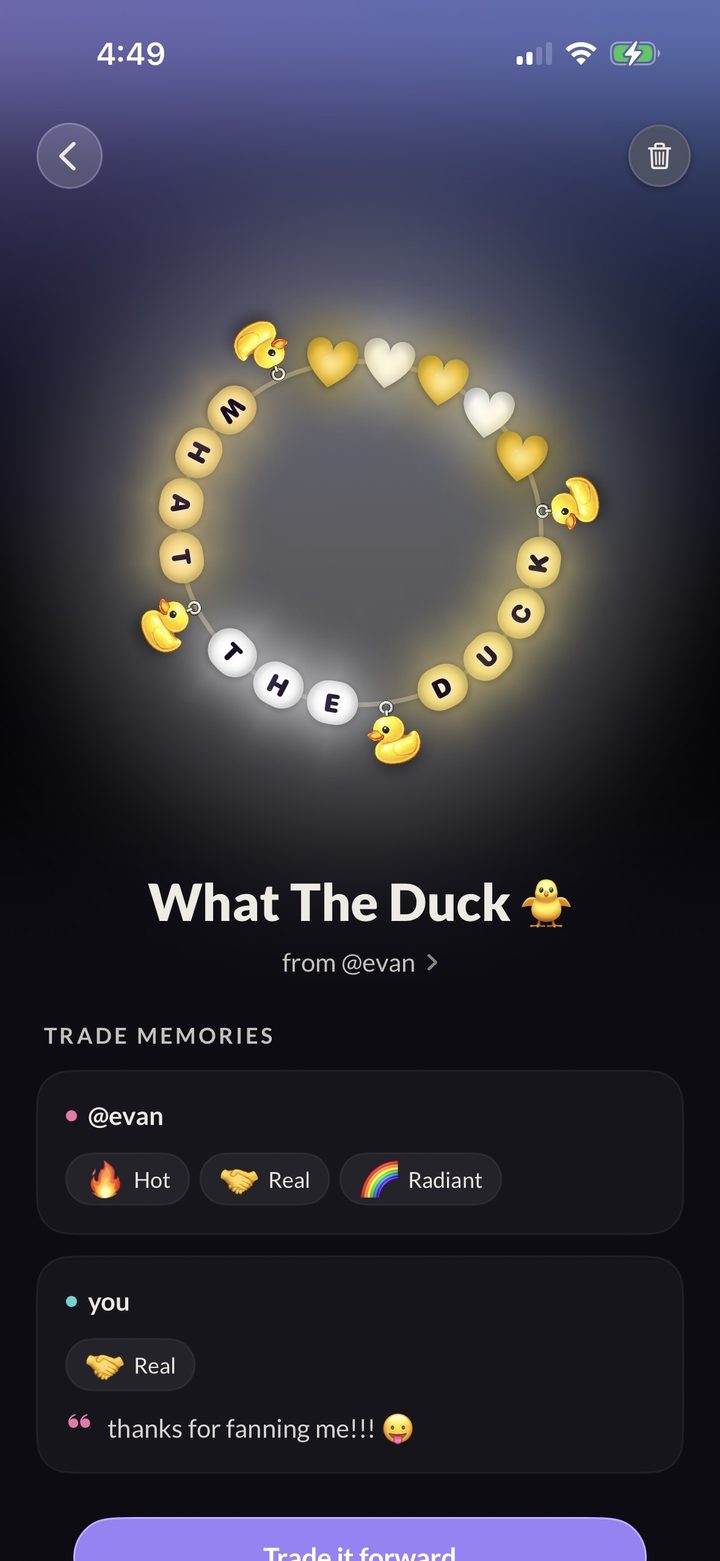 4:49
WHAT
THE
DUCK
What The Duck 🐥
from @evan
TRADE MEMORIES
@evan
🔥 Hot 🤝 Real 🌈 Radiant
you
🤝 Real
❝ thanks for fanning me!!! 😛
Trade it forward